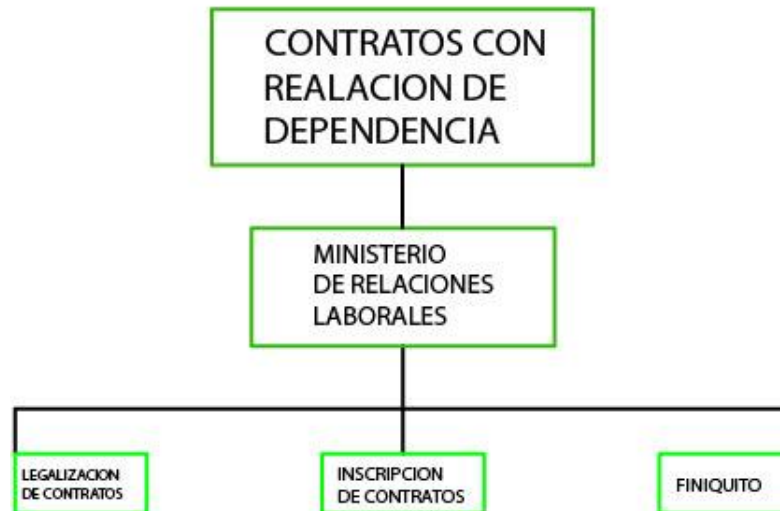 CONTRATOS CON
REALACION DE
DEPENDENCIA
MINISTERIO
DE RELACIONES
LABORALES
LEGALIZACION
DE CONTRATOS
INSCRIPCION
DE CONTRATOS
FINIQUITO